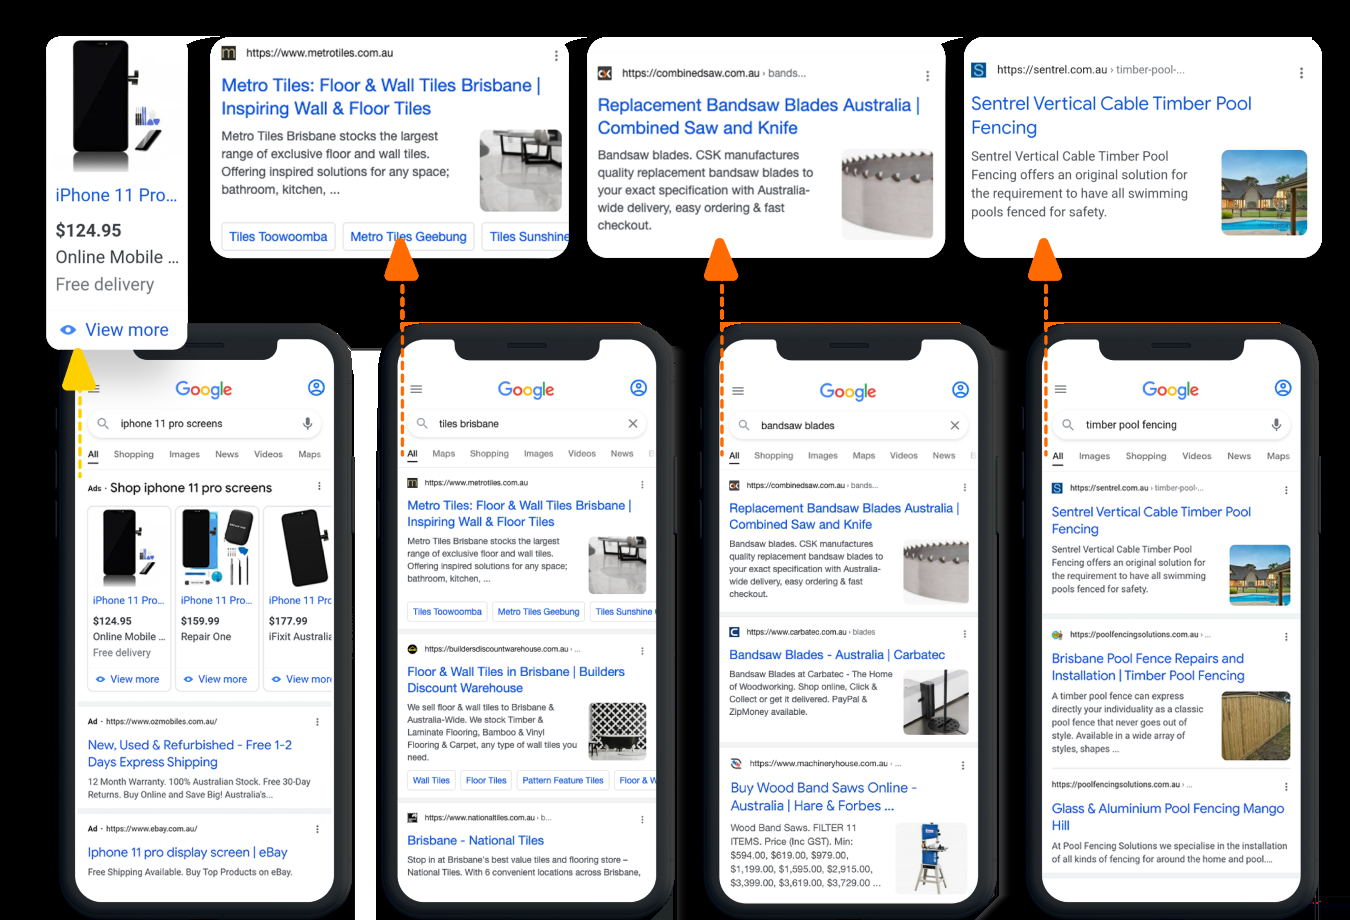 iPhone 11 Pro...
$124.95
Online Mobile ...
Free delivery
View more
https://www.metrotiles.com.au
Metro Tiles: Floor & Wall Tiles Brisbane |
Inspiring Wall & Floor Tiles
Metro Tiles Brisbane stocks the largest
range of exclusive floor and wall tiles.
Offering inspired solutions for any space;
bathroom, kitchen, ...
Tiles Toowoomba
Metro Tiles Geebung
Tiles Sunshine
https://combinedsaw.com.au › bands...
Replacement Bandsaw Blades Australia |
Combined Saw and Knife
Bandsaw blades. CSK manufactures
quality replacement bandsaw blades to
your exact specification with Australia-
wide delivery, easy ordering & fast
checkout.
https://sentrel.com.au › timber-pool-...
Sentrel Vertical Cable Timber Pool
Fencing
Sentrel Vertical Cable Timber Pool
Fencing offers an original solution for
the requirement to have all swimming
pools fenced for safety.
Google
iphone 11 pro screens
All Shopping Images News Videos Maps
Ads · Shop iphone 11 pro screens
iPhone 11 Pro...
$124.95
Online Mobile ...
Free delivery
View more
iPhone 11 Pro...
$159.99
Repair One
View more
iPhone 11 Pro
$177.99
iFixit Australia
View more
Ad · https://www.ozmobiles.com.au/
New, Used & Refurbished - Free 1-2
Days Express Shipping
12 Month Warranty. 100% Australian Stock. Free 30-Day
Returns. Buy Online and Save Big! Australia's...
Ad · https://www.ebay.com.au/
Iphone 11 pro display screen | eBay
Free Shipping Available. Buy Top Products on eBay.
Google
tiles brisbane
All Maps Shopping Images Videos News
https://www.metrotiles.com.au
Metro Tiles: Floor & Wall Tiles Brisbane |
Inspiring Wall & Floor Tiles
Metro Tiles Brisbane stocks the largest
range of exclusive floor and wall tiles.
Offering inspired solutions for any space;
bathroom, kitchen, ...
Tiles Toowoomba
Metro Tiles Geebung
Tiles Sunshine
https://buildersdiscountwarehouse.com.au › ...
Floor & Wall Tiles in Brisbane | Builders
Discount Warehouse
We sell floor & wall tiles to Brisbane &
Australia-Wide. We stock Timber &
Laminate Flooring, Bamboo & Vinyl
Flooring & Carpet, any type of wall tiles you
need.
Wall Tiles
Floor Tiles
Pattern Feature Tiles
Floor & W
https://www.nationaltiles.com.au › b...
Brisbane - National Tiles
Stop in at Brisbane's best value tiles and flooring store –
National Tiles. With 6 convenient locations across Brisbane,
Google
bandsaw blades
All Shopping Images Maps Videos News
https://combinedsaw.com.au › bands...
Replacement Bandsaw Blades Australia |
Combined Saw and Knife
Bandsaw blades. CSK manufactures
quality replacement bandsaw blades to
your exact specification with Australia-
wide delivery, easy ordering & fast
checkout.
https://www.carbatec.com.au › blades
Bandsaw Blades - Australia | Carbatec
Bandsaw Blades at Carbatec - The Home
of Woodworking. Shop online, Click &
Collect or get it delivered. PayPal &
ZipMoney available.
https://www.machineryhouse.com.au › ...
Buy Wood Band Saws Online -
Australia | Hare & Forbes ...
Wood Band Saws. FILTER 11
ITEMS. Price (Inc GST). Min:
$594.00, $619.00, $979.00,
$1,199.00, $1,595.00, $2,915.00,
$3,399.00, $3,619.00, $3,729.00 ...
Google
timber pool fencing
All Images Shopping Videos News Maps
https://sentrel.com.au › timber-pool-...
Sentrel Vertical Cable Timber Pool
Fencing
Sentrel Vertical Cable Timber Pool
Fencing offers an original solution for
the requirement to have all swimming
pools fenced for safety.
https://poolfencingsolutions.com.au › ...
Brisbane Pool Fence Repairs and
Installation | Timber Pool Fencing
A timber pool fence can express
directly your individuality as a classic
pool fence that never goes out of
style. Available in a wide array of
styles, shapes ...
https://poolfencingsolutions.com.au › ...
Glass & Aluminium Pool Fencing Mango
Hill
At Pool Fencing Solutions we specialise in the installation
of all kinds of fencing for around the home and pool....